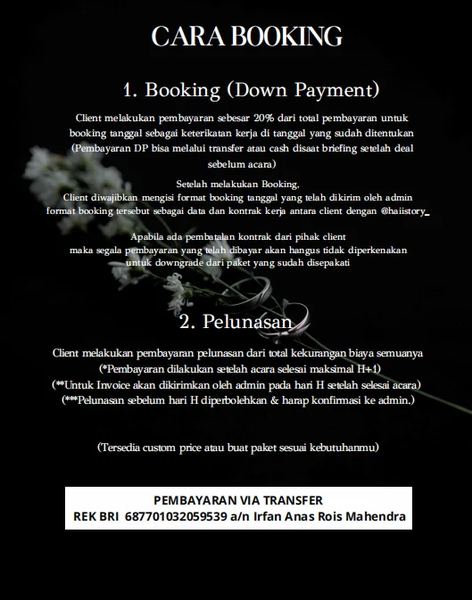 CARA BOOKING
1. Booking (Down Payment)
Client melakukan pembayaran sebesar 20% dari total pembayaran untuk
booking tanggal sebagai keterikatan kerja di tanggal yang sudah ditentukan
(Pembayaran DP bisa melalui transfer atau cash disaat briefing setelah deal
sebelum acara)
Setelah melakukan Booking,
Client diwajibkan mengisi format booking tanggal yang telah dikirim oleh admin
format booking tersebut sebagai data dan kontrak kerja antara client dengan @haiistory_
Apabila ada pembatalan kontrak dari pihak client
maka segala pembayaran yang telah dibayar akan hangus tidak diperkenakan
untuk downgrade dari paket yang sudah disepakati
2. Pelunasan
Client melakukan pembayaran pelunasan dari total kekurangan biaya semuanya
(*Pembayaran dilakukan setelah acara selesai maksimal H+1)
(**Untuk Invoice akan dikirimkan oleh admin pada hari H setelah selesai acara)
(***Pelunasan sebelum hari H diperbolehkan & harap konfirmasi ke admin.)
(Tersedia custom price atau buat paket sesuai kebutuhanmu)
PEMBAYARAN VIA TRANSFER
REK BRI 687701032059539 a/n Irfan Anas Rois Mahendra